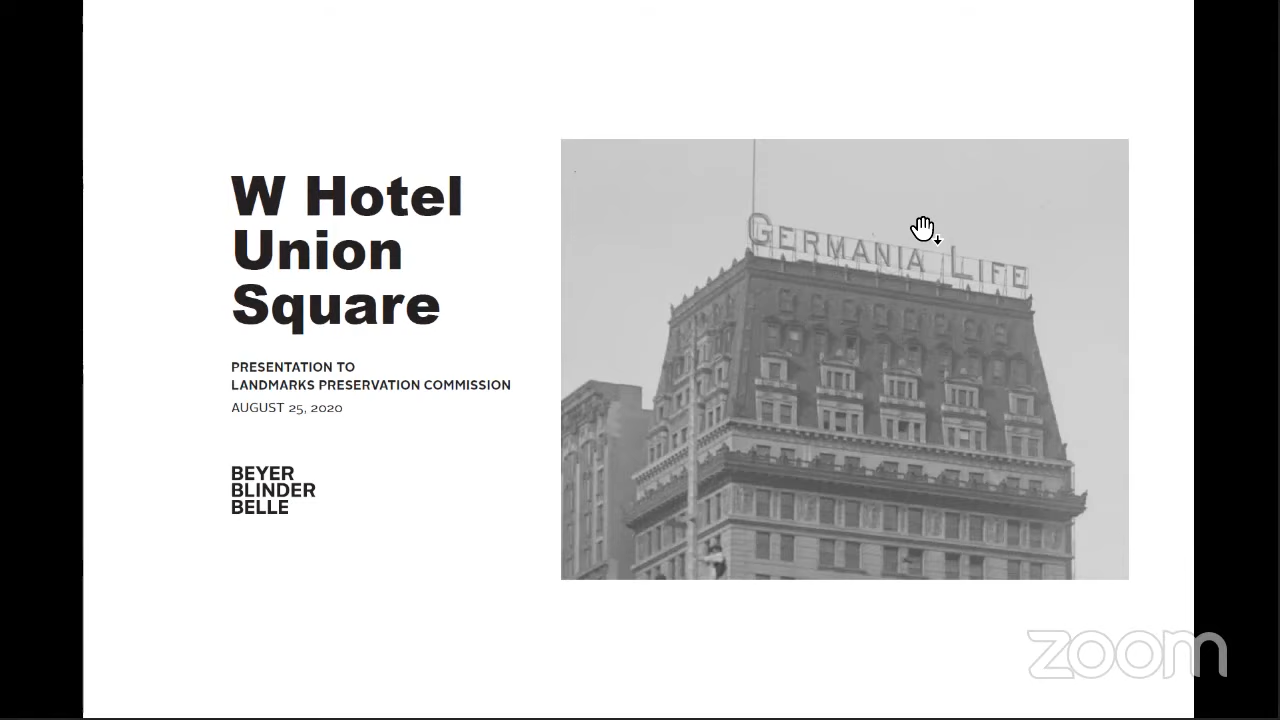 W Hotel
Union
Square
PRESENTATION TO
LANDMARKS PRESERVATION COMMISSION
AUGUST 25, 2020
BEYER
BLINDER
BELLE
GERMANIA LIFE
zoom